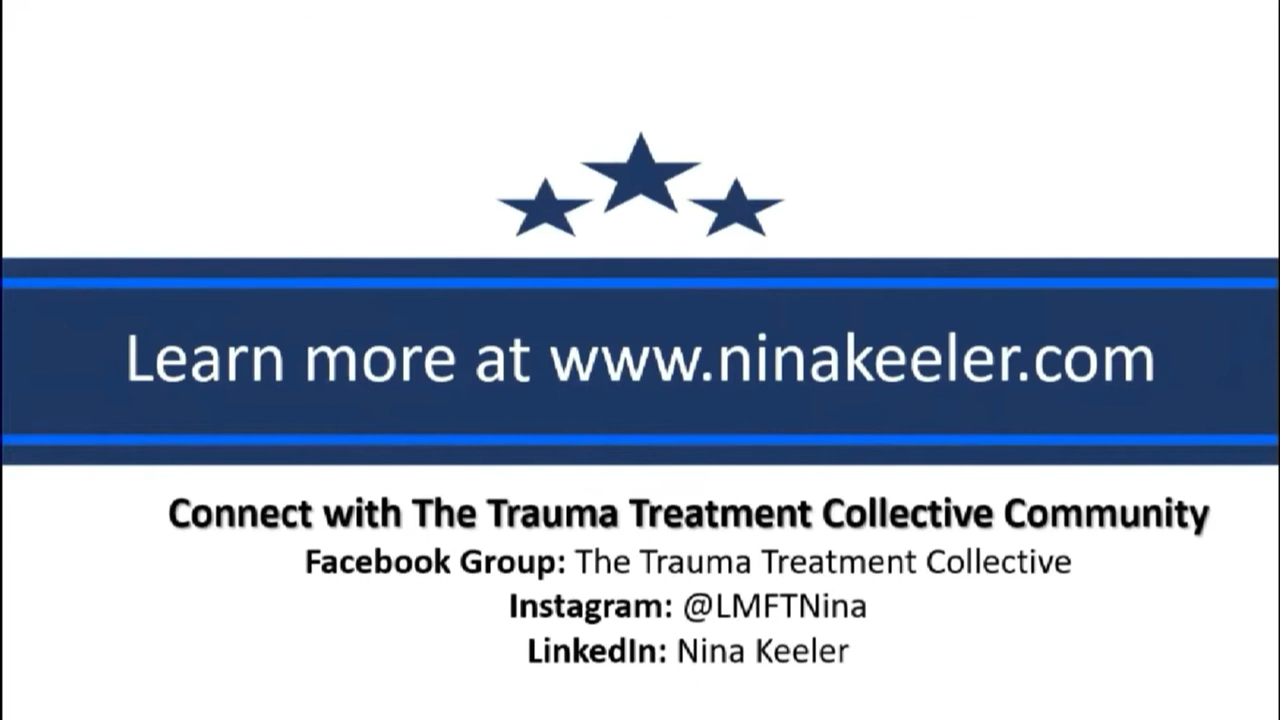 Learn more at www.ninakeeler.com
Connect with The Trauma Treatment Collective Community
Facebook Group: The Trauma Treatment Collective
Instagram: @LMFTNina
LinkedIn: Nina Keeler